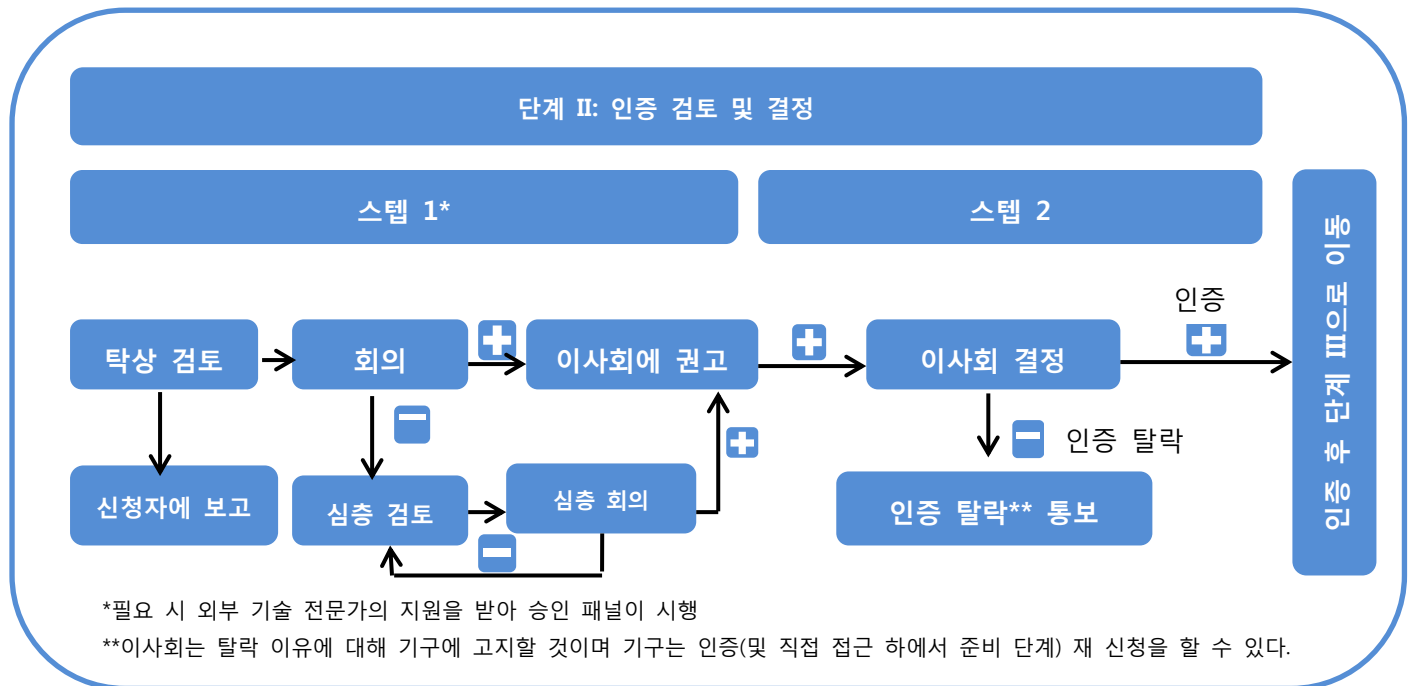 단계 Ⅱ: 인증 검토 및 결정
스텝 1*
스텝 2
인증 후 단계 Ⅲ으로 이동
인증
탁상 검토
회의
이사회에 권고
이사회 결정
인증 탈락
신청자에 보고
심층 검토
심층 회의
인증 탈락** 통보
*필요 시 외부 기술 전문가의 지원을 받아 승인 패널이 시행
**이사회는 탈락 이유에 대해 기구에 고지할 것이며 기구는 인증(및 직접 접근 하에서 준비 단계) 재 신청을 할 수 있다.